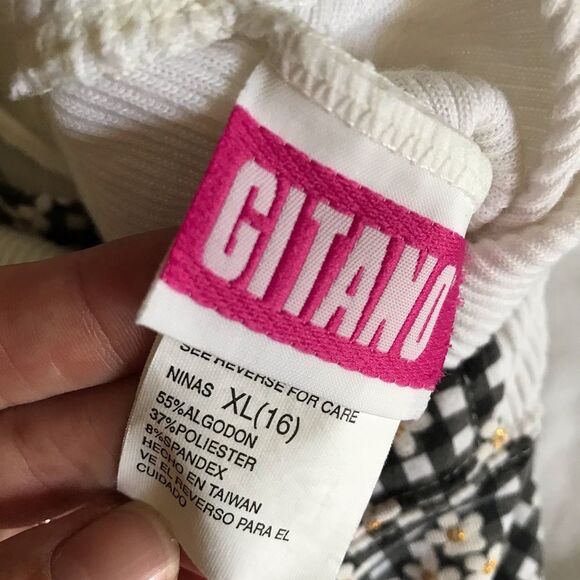 GITANO
SEE REVERSE FOR CARE
NINAS XL(16)
55%ALGODON
37%POLIESTER
8%SPANDEX
HECHO EN TAIWAN
VE EL REVERSO PARA EL
CUIDADO